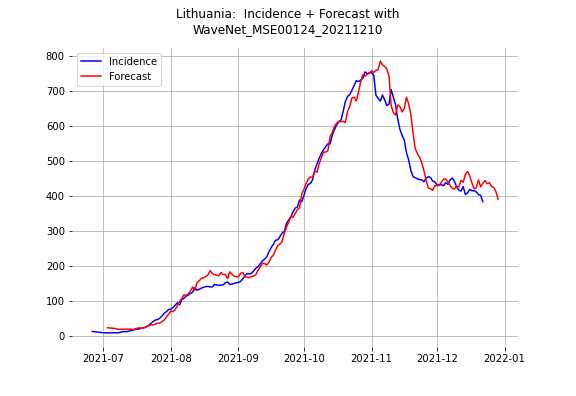 Lithuania:  Incidence + Forecast with
WaveNet_MSE00124_20211210
Incidence
Forecast
800
700
600
500
400
300
200
100
0
2021-07 2021-08 2021-09 2021-10 2021-11 2021-12 2022-01